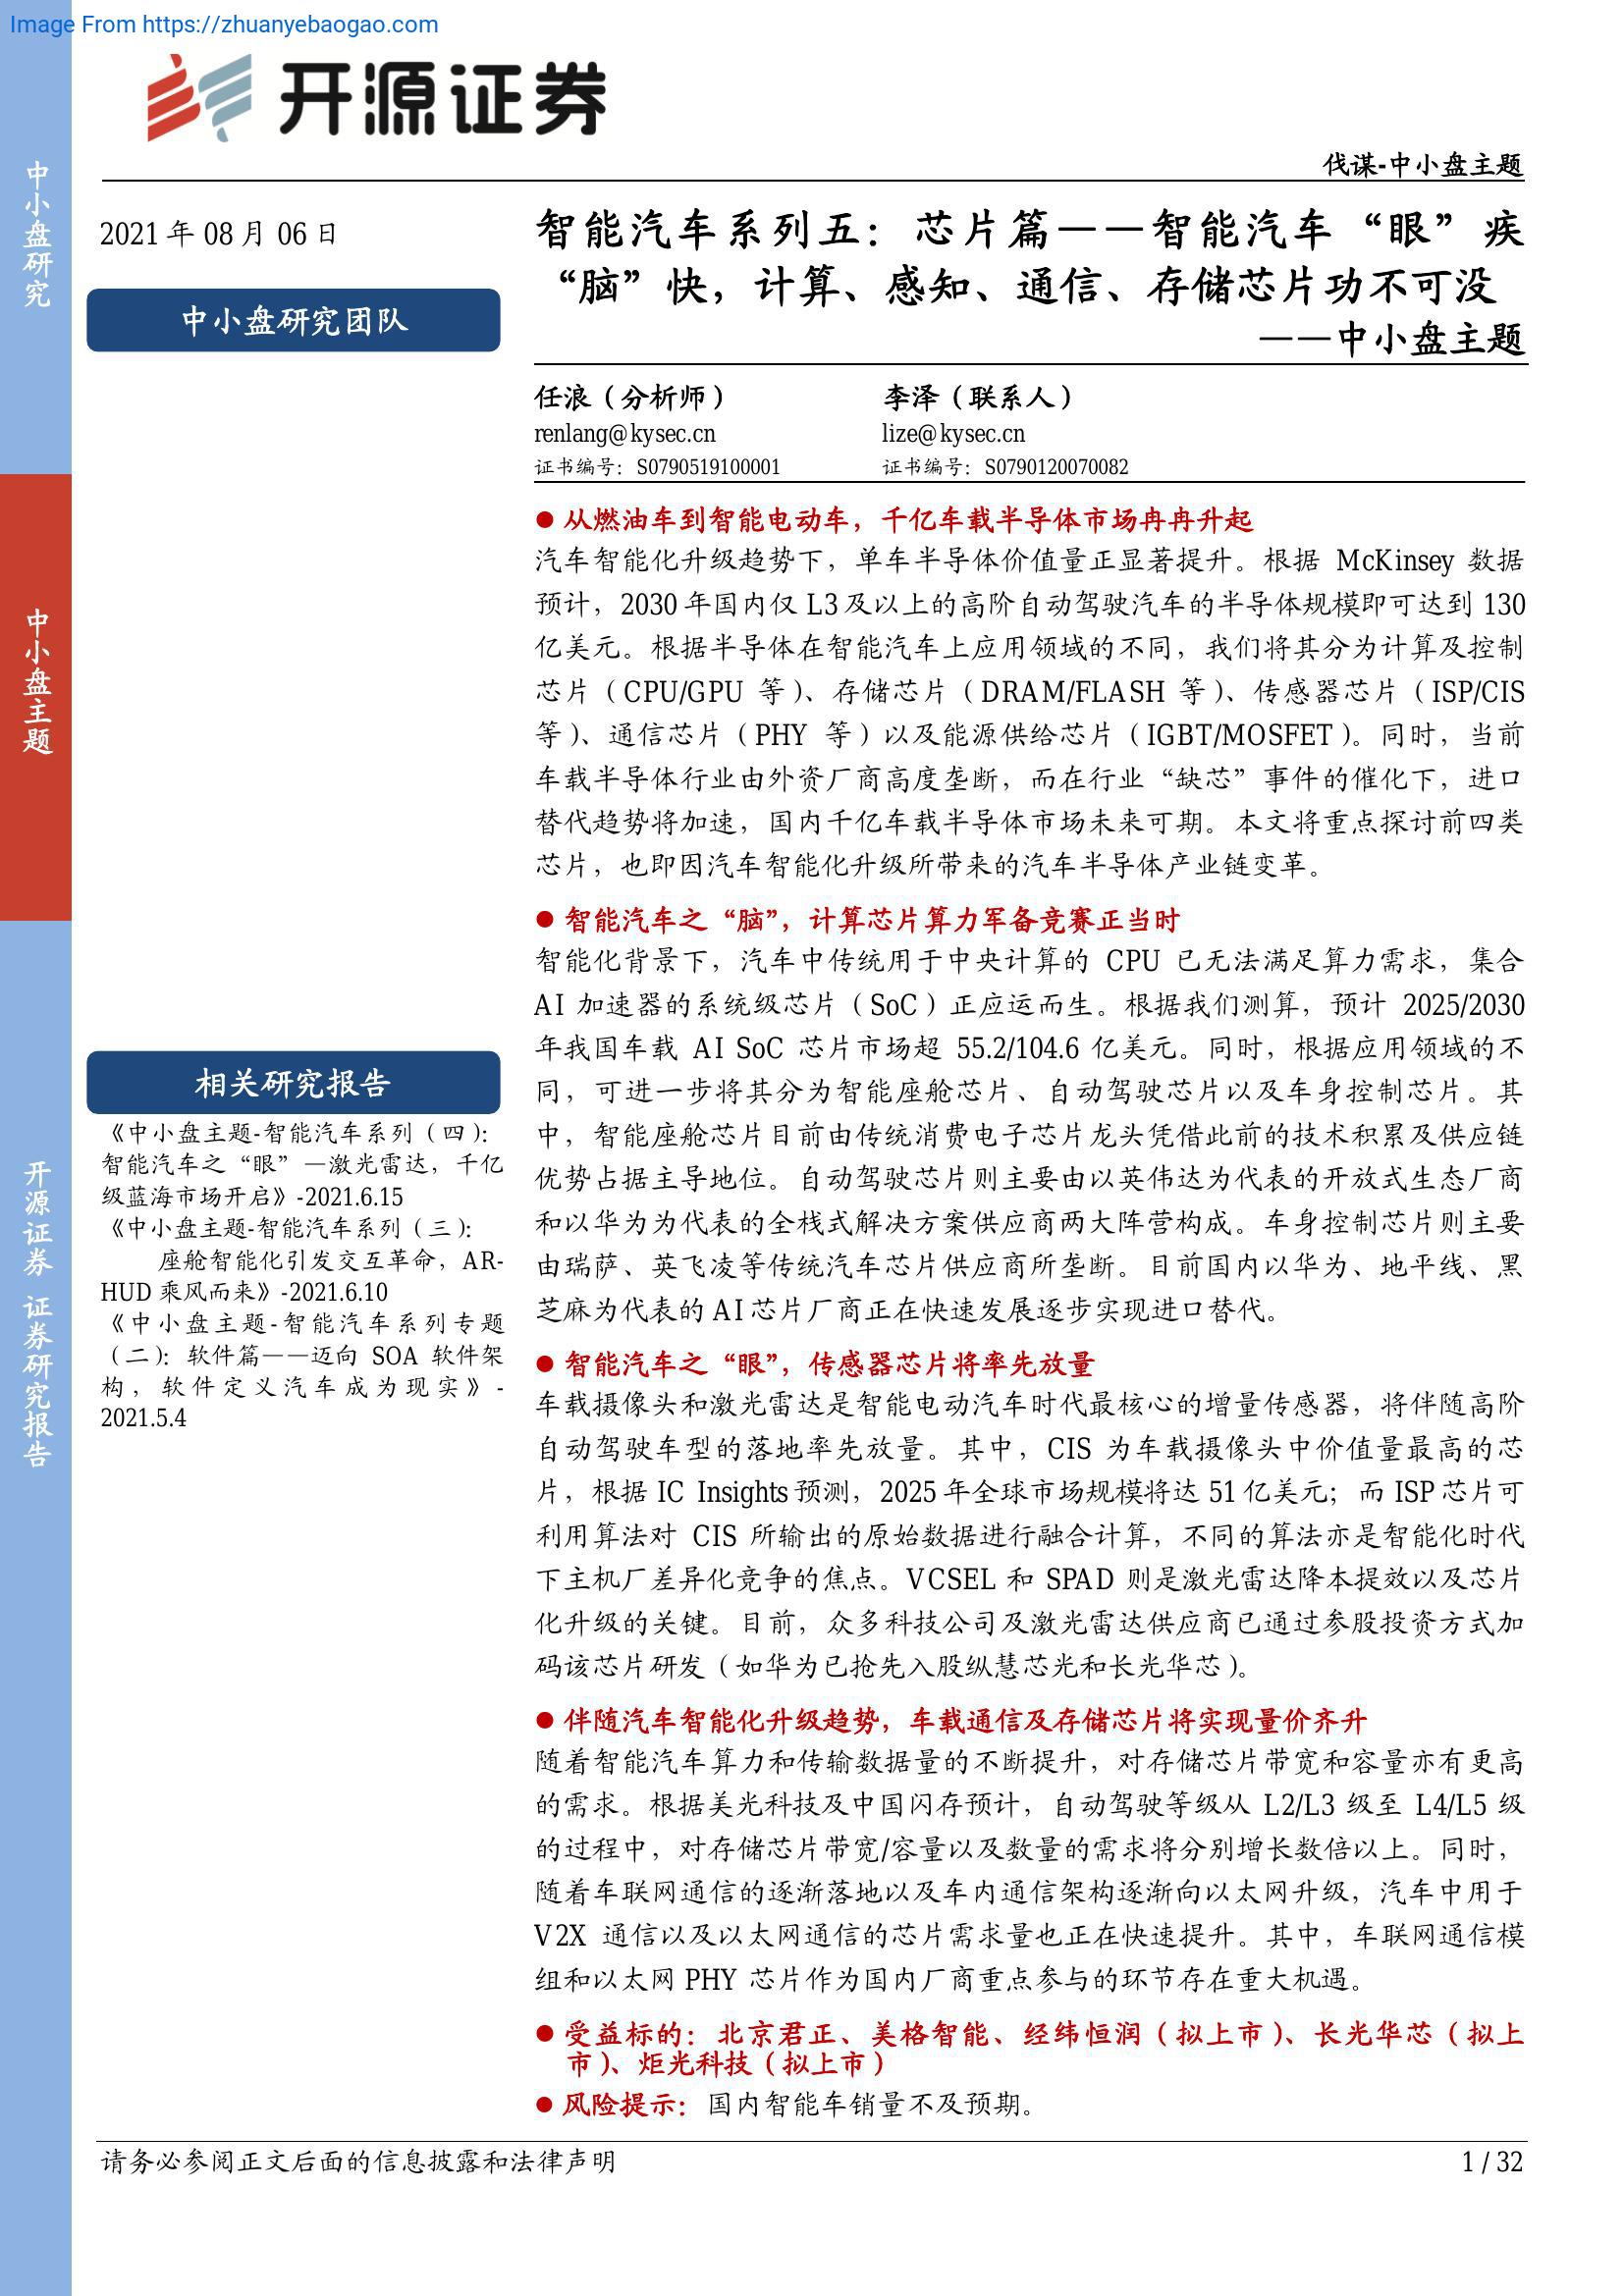 Image From https://zhuanyebaogao.com
开源证券
伐谋-中小盘主题
中小盘研究
中小盘主题
开源证券 证券研究报告
2021 年 08 月 06 日
中小盘研究团队
相关研究报告
《中小盘主题-智能汽车系列（四）：
智能汽车之“眼”—激光雷达，千亿
级蓝海市场开启》-2021.6.15
《中小盘主题-智能汽车系列（三）：
座舱智能化引发交互革命，AR-
HUD 乘风而来》-2021.6.10
《中小盘主题-智能汽车系列专题
（二）：软件篇——迈向 SOA 软件架
构，软件定义汽车成为现实》-
2021.5.4
智能汽车系列五：芯片篇——智能汽车“眼”疾
“脑”快，计算、感知、通信、存储芯片功不可没
——中小盘主题
任浪（分析师） 李泽（联系人）
renlang@kysec.cn lize@kysec.cn
证书编号：S0790519100001 证书编号：S0790120070082
● 从燃油车到智能电动车，千亿车载半导体市场冉冉升起
汽车智能化升级趋势下，单车半导体价值量正显著提升。根据 McKinsey 数据
预计，2030 年国内仅 L3 及以上的高阶自动驾驶汽车的半导体规模即可达到 130
亿美元。根据半导体在智能汽车上应用领域的不同，我们将其分为计算及控制
芯片（CPU/GPU 等）、存储芯片（DRAM/FLASH 等）、传感器芯片（ISP/CIS
等）、通信芯片（PHY 等）以及能源供给芯片（IGBT/MOSFET）。同时，当前
车载半导体行业由外资厂商高度垄断，而在行业“缺芯”事件的催化下，进口
替代趋势将加速，国内千亿车载半导体市场未来可期。本文将重点探讨前四类
芯片，也即因汽车智能化升级所带来的汽车半导体产业链变革。
● 智能汽车之“脑”，计算芯片算力军备竞赛正当时
智能化背景下，汽车中传统用于中央计算的 CPU 已无法满足算力需求，集合
AI 加速器的系统级芯片（SoC）正应运而生。根据我们测算，预计 2025/2030
年我国车载 AI SoC 芯片市场超 55.2/104.6 亿美元。同时，根据应用领域的不
同，可进一步将其分为智能座舱芯片、自动驾驶芯片以及车身控制芯片。其
中，智能座舱芯片目前由传统消费电子芯片龙头凭借此前的技术积累及供应链
优势占据主导地位。自动驾驶芯片则主要由以英伟达为代表的开放式生态厂商
和以华为为代表的全栈式解决方案供应商两大阵营构成。车身控制芯片则主要
由瑞萨、英飞凌等传统汽车芯片供应商所垄断。目前国内以华为、地平线、黑
芝麻为代表的 AI 芯片厂商正在快速发展逐步实现进口替代。
● 智能汽车之“眼”，传感器芯片将率先放量
车载摄像头和激光雷达是智能电动汽车时代最核心的增量传感器，将伴随高阶
自动驾驶车型的落地率先放量。其中，CIS 为车载摄像头中价值量最高的芯
片，根据 IC Insights 预测，2025 年全球市场规模将达 51 亿美元；而 ISP 芯片可
利用算法对 CIS 所输出的原始数据进行融合计算，不同的算法亦是智能化时代
下主机厂差异化竞争的焦点。VCSEL 和 SPAD 则是激光雷达降本提效以及芯片
化升级的关键。目前，众多科技公司及激光雷达供应商已通过参股投资方式加
码该芯片研发（如华为已抢先入股纵慧芯光和长光华芯）。
● 伴随汽车智能化升级趋势，车载通信及存储芯片将实现量价齐升
随着智能汽车算力和传输数据量的不断提升，对存储芯片带宽和容量亦有更高
的需求。根据美光科技及中国闪存预计，自动驾驶等级从 L2/L3 级至 L4/L5 级
的过程中，对存储芯片带宽/容量以及数量的需求将分别增长数倍以上。同时，
随着车联网通信的逐渐落地以及车内通信架构逐渐向以太网升级，汽车中用于
V2X 通信以及以太网通信的芯片需求量也正在快速提升。其中，车联网通信模
组和以太网 PHY 芯片作为国内厂商重点参与的环节存在重大机遇。
● 受益标的：北京君正、美格智能、经纬恒润（拟上市）、长光华芯（拟上
市）、炬光科技（拟上市）
● 风险提示：国内智能车销量不及预期。
请务必参阅正文后面的信息披露和法律声明
1 / 32